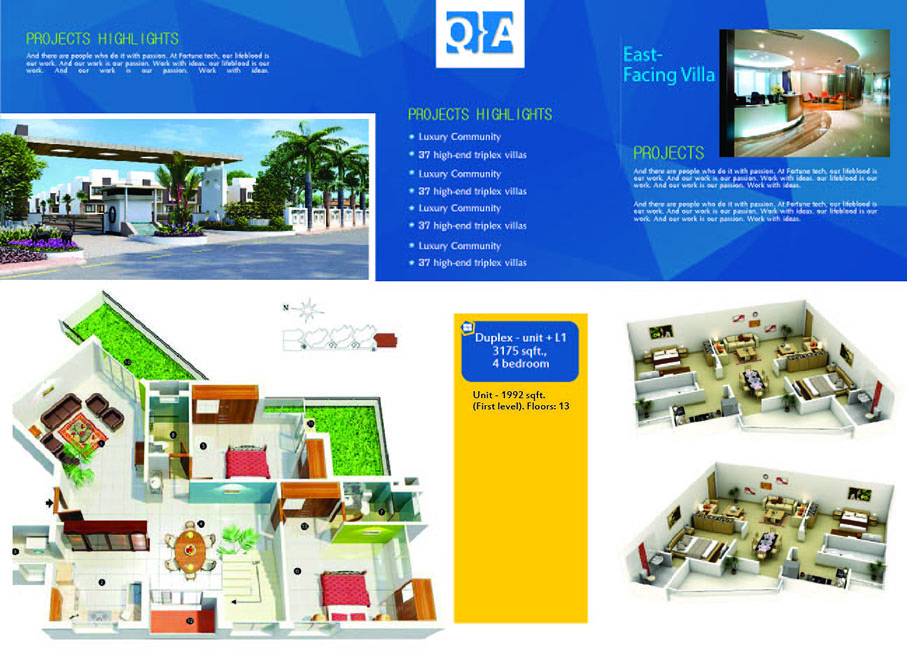 PROJECTS HIGHLIGHTS
And there are people who do it with passion. At Fortune tech, our lifeblood is
our work. And our work is our passion. Work with ideas. our lifeblood is our
work. And our work is our passion. Work with ideas.
Q}A
PROJECTS HIGHLIGHTS
Luxury Community
37 high-end triplex villas
Luxury Community
37 high-end triplex villas
Luxury Community
37 high-end triplex villas
Luxury Community
37 high-end triplex villas
East-
Facing Villa
PROJECTS
And there are people who do it with passion. At Fortune tech, our lifeblood is
our work. And our work is our passion. Work with ideas. our lifeblood is our
work. And our work is our passion. Work with ideas.
And there are people who do it with passion. At Fortune tech, our lifeblood is
our work. And our work is our passion. Work with ideas. our lifeblood is our
work. And our work is our passion. Work with ideas.
N
Duplex - unit + L1
3175 sqft.,
4 bedroom
Unit - 1992 sqft.
(First level). Floors: 13